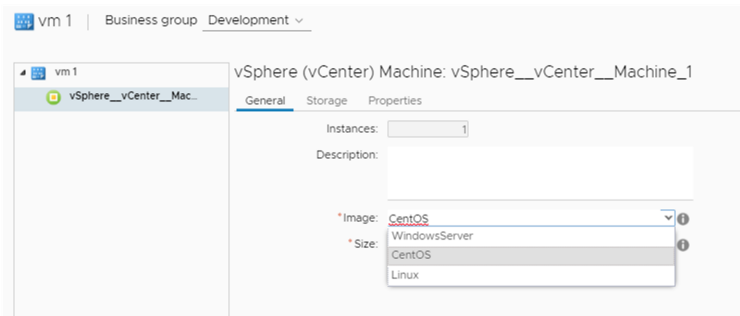 vm 1 Business group Development
vm 1
vSphere__vCenter__Mac...
vSphere (vCenter) Machine: vSphere__vCenter__Machine_1
General Storage Properties
Instances: 1
Description:
*Image: CentOS
*Size:
WindowsServer
CentOS
Linux